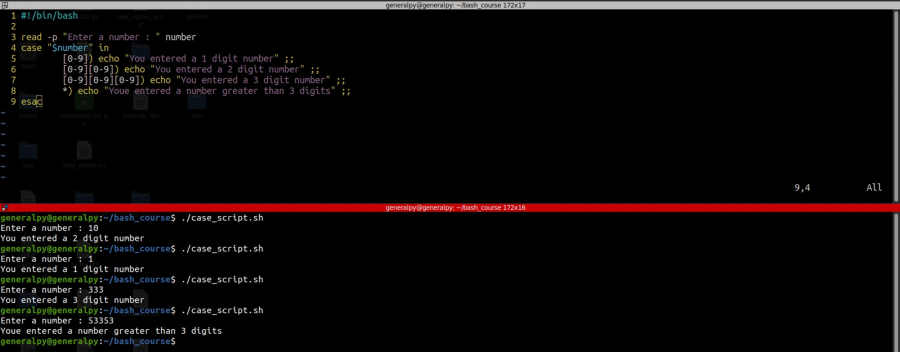 generalpy@generalpy: ~/bash_course 172x17
1 #!/bin/bash
2
3 read -p "Enter a number : " number
4 case "$number" in
5 [0-9]) echo "You entered a 1 digit number" ;;
6 [0-9][0-9]) echo "You entered a 2 digit number" ;;
7 [0-9][0-9][0-9]) echo "You entered a 3 digit number" ;;
8 *) echo "Youe entered a number greater than 3 digits" ;;
9 esac
~
~
~
~
~
~
~
9,4 All
generalpy@generalpy: ~/bash_course 172x16
generalpy@generalpy:~/bash_course$ ./case_script.sh
Enter a number : 10
You entered a 2 digit number
generalpy@generalpy:~/bash_course$ ./case_script.sh
Enter a number : 1
You entered a 1 digit number
generalpy@generalpy:~/bash_course$ ./case_script.sh
Enter a number : 333
You entered a 3 digit number
generalpy@generalpy:~/bash_course$ ./case_script.sh
Enter a number : 53353
Youe entered a number greater than 3 digits
generalpy@generalpy:~/bash_course$